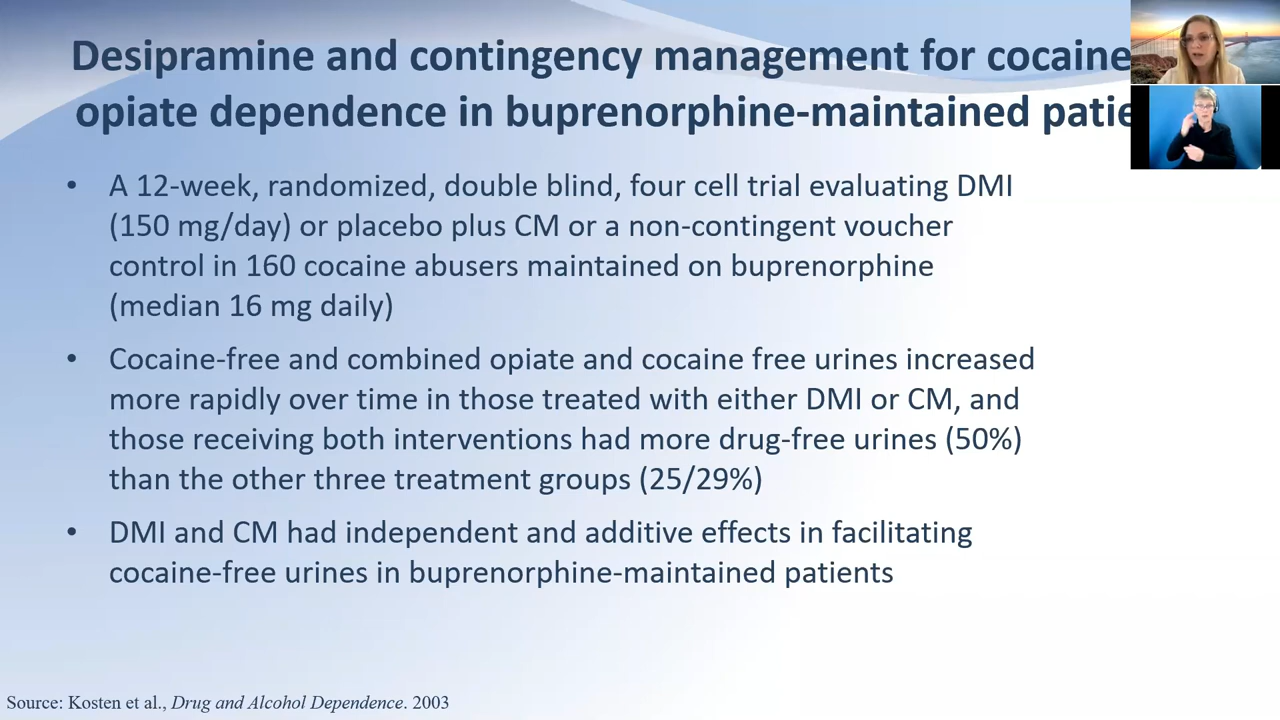 Desipramine and contingency management for cocaine
opiate dependence in buprenorphine-maintained
• A 12-week, randomized, double blind, four cell trial evaluating DMI
(150 mg/day) or placebo plus CM or a non-contingent voucher
control in 160 cocaine abusers maintained on buprenorphine
(median 16 mg daily)
• Cocaine-free and combined opiate and cocaine free urines increased
more rapidly over time in those treated with either DMI or CM, and
those receiving both interventions had more drug-free urines (50%)
than the other three treatment groups (25/29%)
• DMI and CM had independent and additive effects in facilitating
cocaine-free urines in buprenorphine-maintained patients
Source: Kosten et al., Drug and Alcohol Dependence. 2003